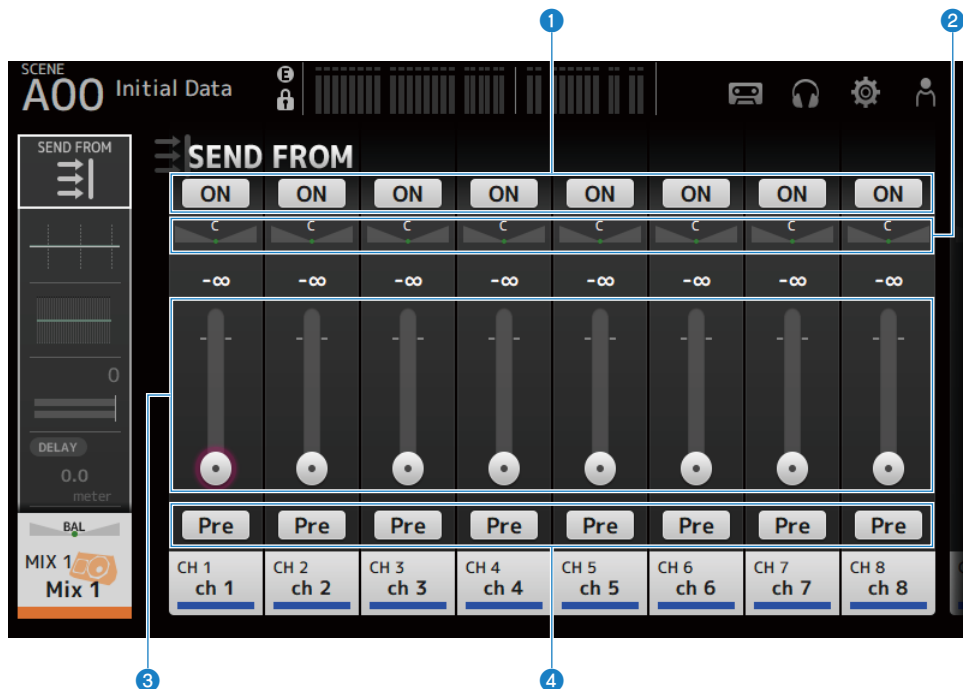 1
2
SCENE
A00 Initial Data
E
SEND FROM
SEND FROM
ON ON ON ON ON ON ON ON
C C C C C C C C
-∞ -∞ -∞ -∞ -∞ -∞ -∞ -∞
0
DELAY
0.0
meter
Pre Pre Pre Pre Pre Pre Pre Pre
BAL
MIX 1
Mix 1
CH 1 CH 2 CH 3 CH 4 CH 5 CH 6 CH 7 CH 8
ch 1 ch 2 ch 3 ch 4 ch 5 ch 6 ch 7 ch 8
3
4